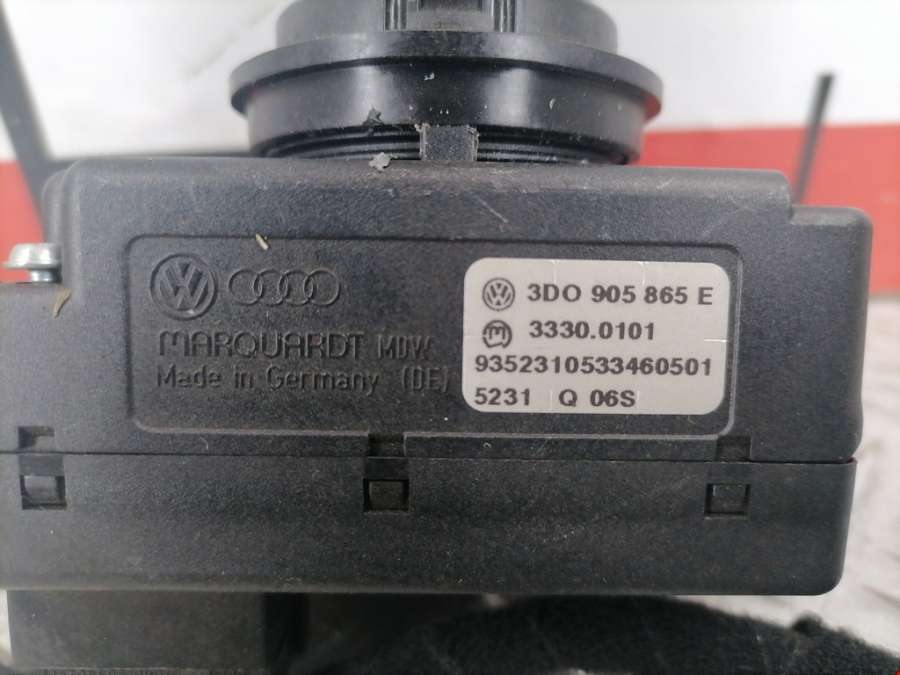 MARQUARDT MDW
Made in Germany (DE)
3D0 905 865 E
3330.0101
9352310533460501
5231 Q 06S